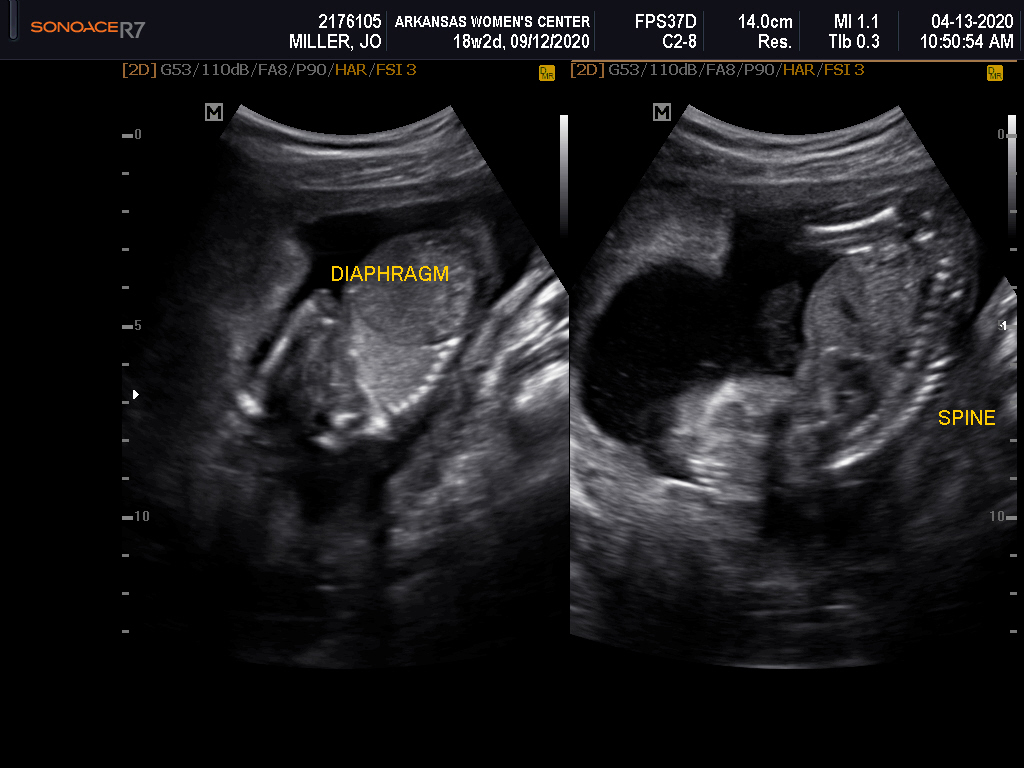 SONOACE R7
2176105 ARKANSAS WOMEN'S CENTER FPS37D 14.0cm MI 1.1 04-13-2020
MILLER, JO 18w2d, 09/12/2020 C2-8 Res. TIb 0.3 10:50:54 AM
[2D] G53/110dB/FA8/P90/HAR/FSI 3
[2D] G53/110dB/FA8/P90/HAR/FSI 3
M
M
0
0
DIAPHRAGM
5
SPINE
10
10